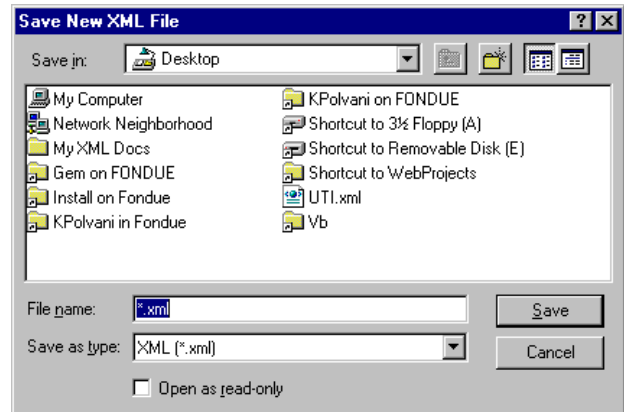 Save New XML File
Save in: Desktop
My Computer
Network Neighborhood
My XML Docs
Gem on FONDUE
Install on Fondue
KPolvani in Fondue
KPolvani on FONDUE
Shortcut to 3½ Floppy (A)
Shortcut to Removable Disk (E)
Shortcut to WebProjects
UTI.xml
Vb
File name: *.xml Save
Save as type: XML (*.xml) Cancel
Open as read-only